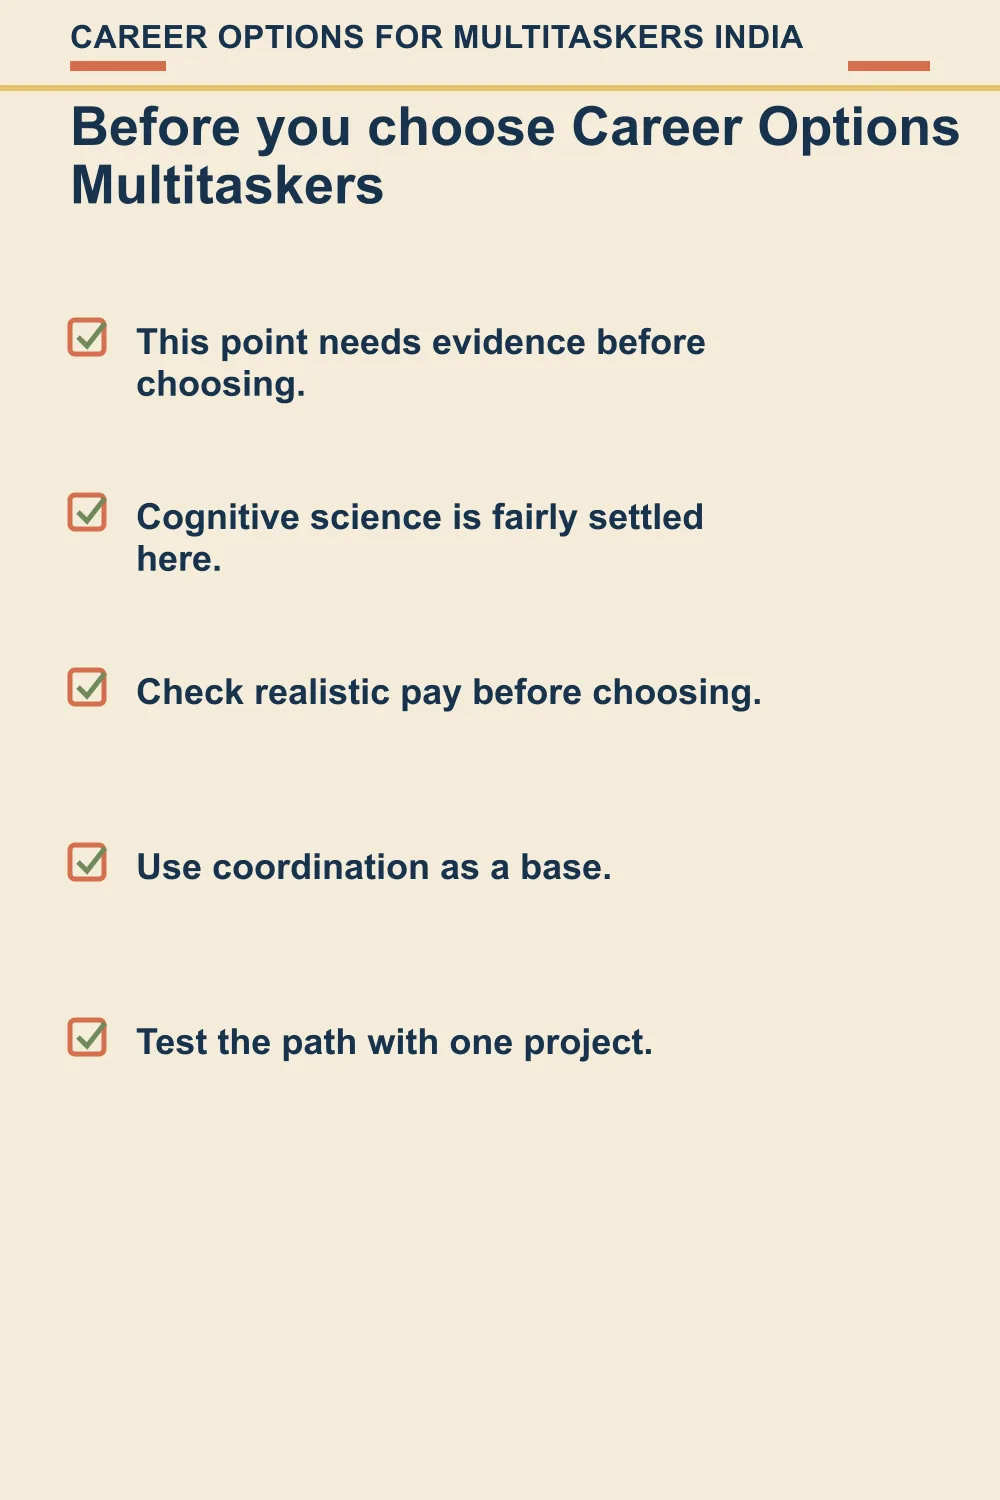 CAREER OPTIONS FOR MULTITASKERS INDIA
Before you choose Career Options
Multitaskers
This point needs evidence before
choosing.
Cognitive science is fairly settled
here.
Check realistic pay before choosing.
Use coordination as a base.
Test the path with one project.